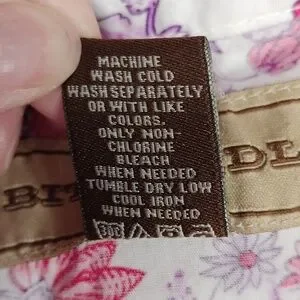 MACHINE
WASH COLD
WASH SEPARATELY
OR WITH LIKE
COLORS.
ONLY NON-
CHLORINE
BLEACH
WHEN NEEDED
TUMBLE DRY LOW
COOL IRON
WHEN NEEDED